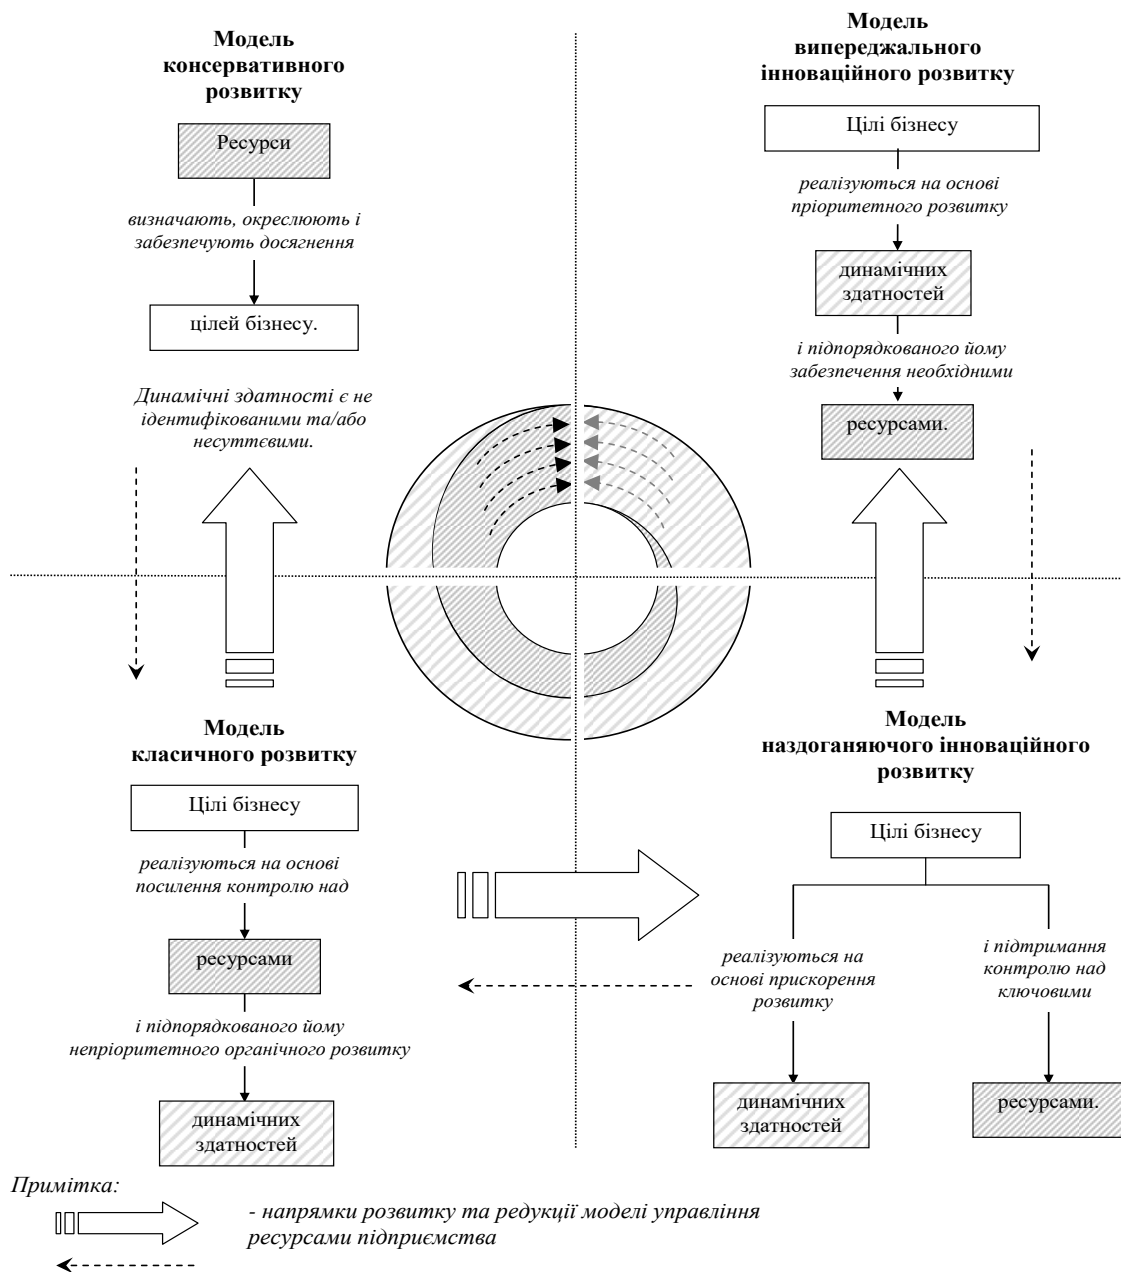 Модель
консервативного
розвитку
Ресурси
визначають, окреслюють і
забезпечують досягнення
цілей бізнесу.
Динамічні здатності є не
ідентифікованими та/або
несуттєвими.
Модель
випереджального
інноваційного розвитку
Цілі бізнесу
реалізуються на основі
пріоритетного розвитку
динамічних
здатностей
і підпорядкованого йому
забезпечення необхідними
ресурсами.
Модель
класичного розвитку
Цілі бізнесу
реалізуються на основі
посилення контролю над
ресурсами
і підпорядкованого йому
непріоритетного органічного розвитку
динамічних
здатностей
Модель
наздоганяючого інноваційного
розвитку
Цілі бізнесу
реалізуються на
основі прискорення
розвитку
динамічних
здатностей
і підтримання
контролю над
ключовими
ресурсами.
Примітка:
- напрямки розвитку та редукції моделі управління
ресурсами підприємства